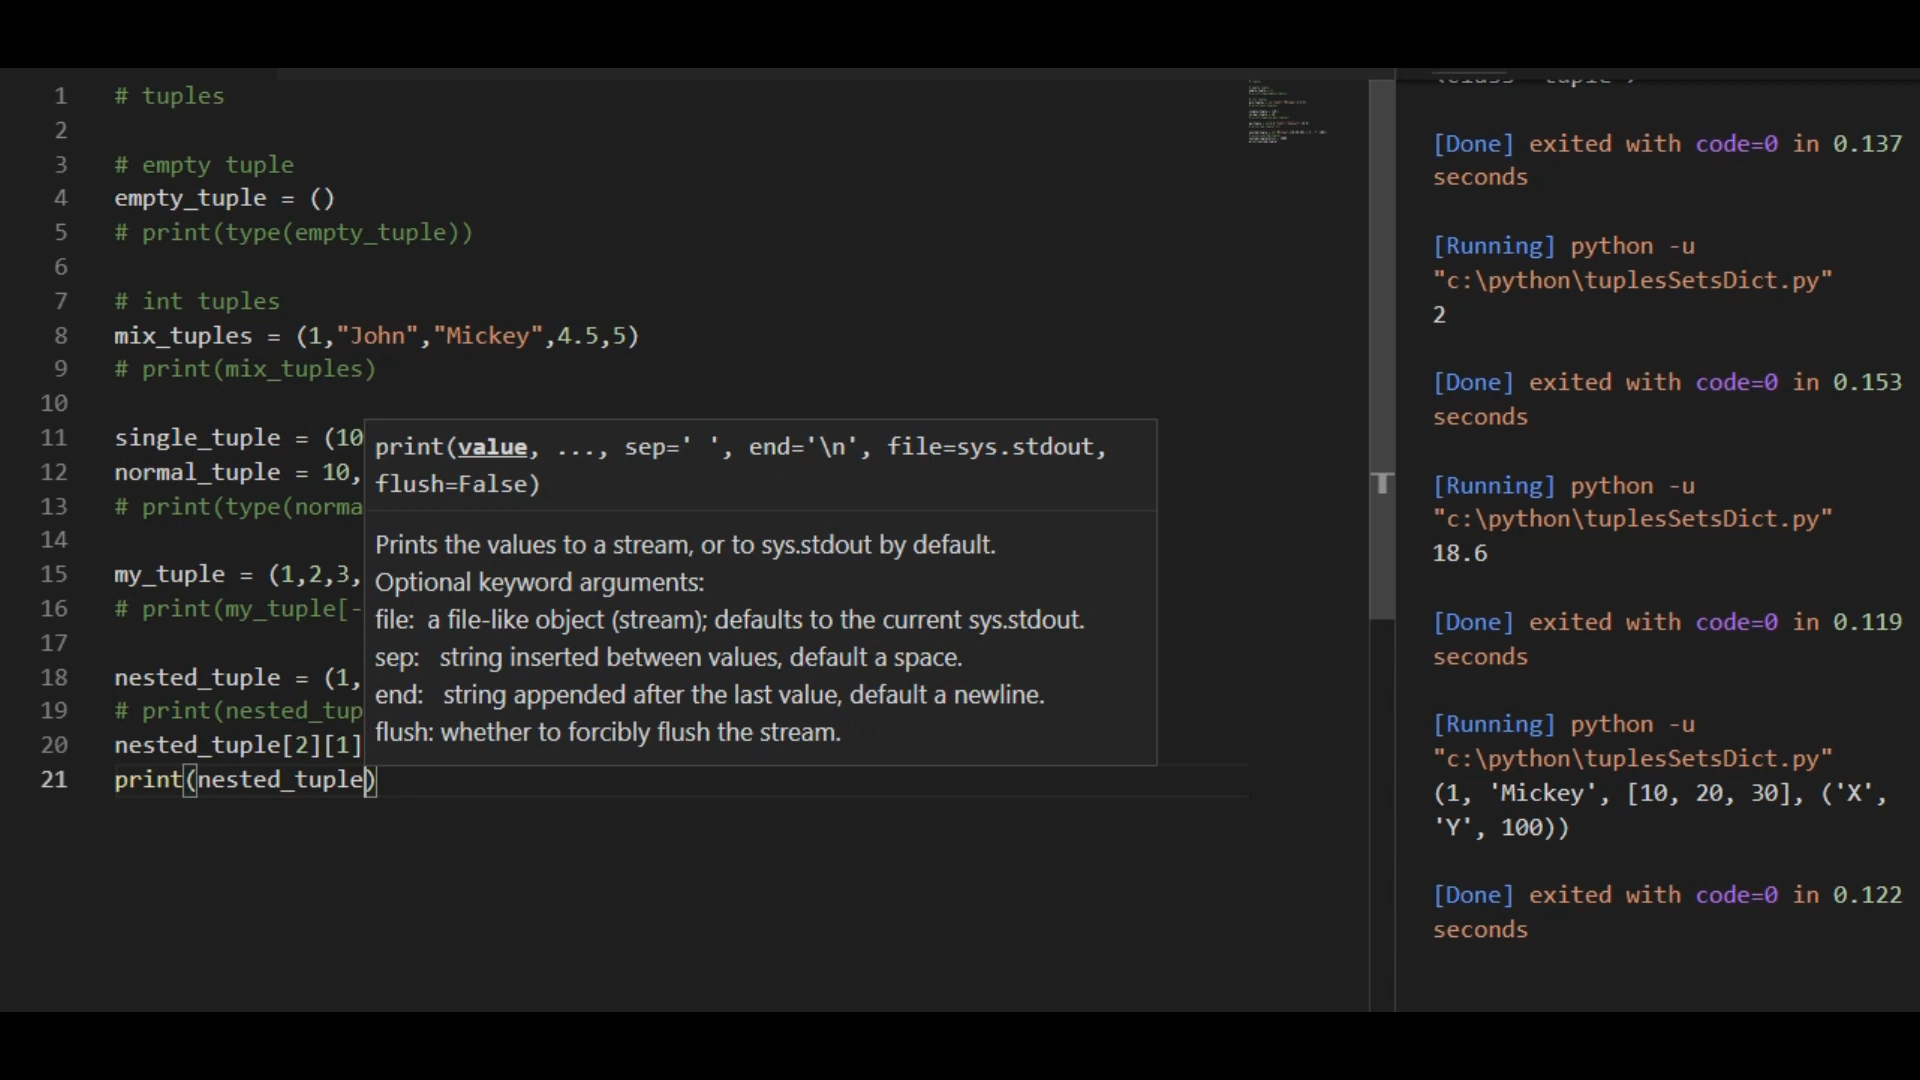 1 # tuples
2
3 # empty tuple
4 empty_tuple = ()
5 # print(type(empty_tuple))
6
7 # int tuples
8 mix_tuples = (1,"John","Mickey",4.5,5)
9 # print(mix_tuples)
10
11 single_tuple = (10
12 normal_tuple = 10,
13 # print(type(norma
14
15 my_tuple = (1,2,3,
16 # print(my_tuple[-
17
18 nested_tuple = (1,
19 # print(nested_tup
20 nested_tuple[2][1]
21 print(nested_tuple)
print(value, ..., sep=' ', end='\n', file=sys.stdout,
flush=False)
Prints the values to a stream, or to sys.stdout by default.
Optional keyword arguments:
file: a file-like object (stream); defaults to the current sys.stdout.
sep: string inserted between values, default a space.
end: string appended after the last value, default a newline.
flush: whether to forcibly flush the stream.
[Done] exited with code=0 in 0.137
seconds
[Running] python -u
"c:\python\tuplesSetsDict.py"
2
[Done] exited with code=0 in 0.153
seconds
[Running] python -u
"c:\python\tuplesSetsDict.py"
18.6
[Done] exited with code=0 in 0.119
seconds
[Running] python -u
"c:\python\tuplesSetsDict.py"
(1, 'Mickey', [10, 20, 30], ('X',
'Y', 100))
[Done] exited with code=0 in 0.122
seconds